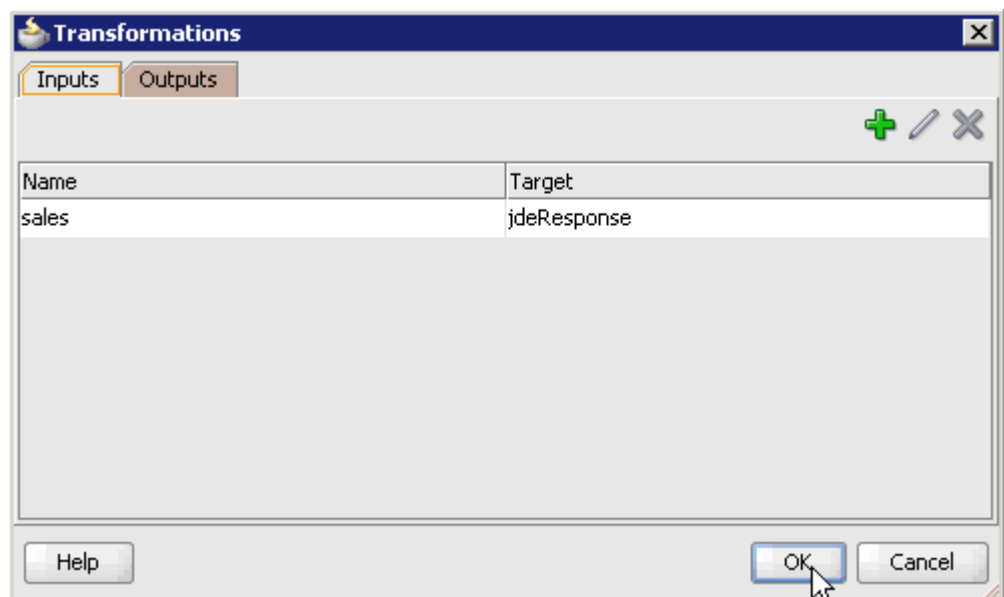 Transformations
Inputs Outputs
Name Target
sales jdeResponse
Help OK Cancel